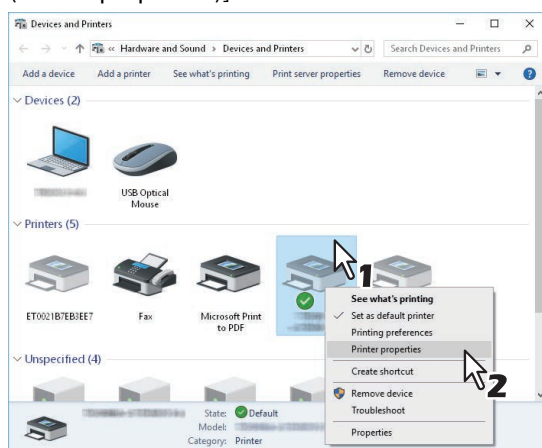 Devices and Printers
« Hardware and Sound > Devices and Printers
Search Devices and Printers
Add a device Add a printer See what's printing Print server properties Remove device
Devices (2)
USB Optical
Mouse
Printers (5)
ET0021B7EB3EE7
Fax
Microsoft Print
to PDF
1
See what's printing
Set as default printer
Printing preferences
Printer properties
Create shortcut
Remove device
Troubleshoot
Properties
2
Unspecified (4)
State: Default
Model:
Category: Printer